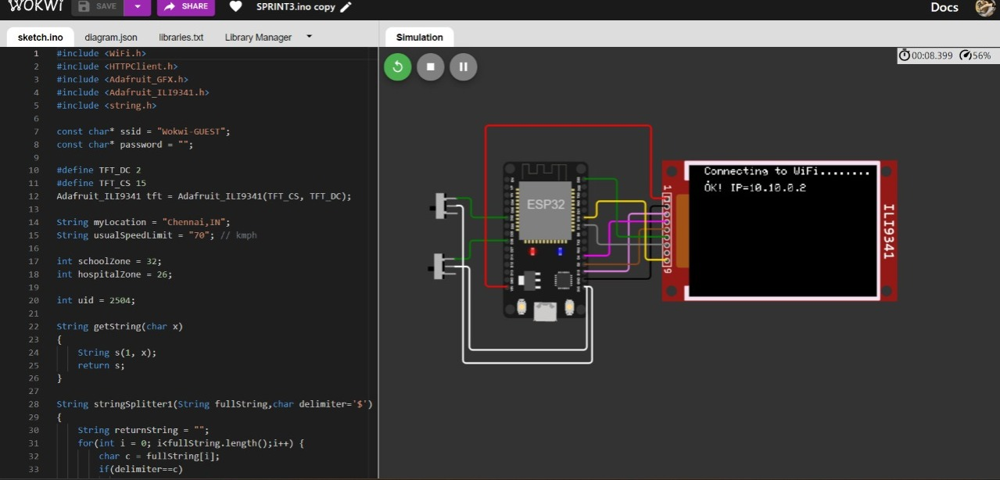 WOKWI SAVE SHARE SPRINT3.ino copy Docs
sketch.ino diagram.json libraries.txt Library Manager Simulation
00:08.399 56%
1 #include <WiFi.h>
2 #include <HTTPClient.h>
3 #include <Adafruit_GFX.h>
4 #include <Adafruit_ILI9341.h>
5 #include <string.h>
6
7 const char* ssid = "Wokwi-GUEST";
8 const char* password = "";
9
10 #define TFT_DC 2
11 #define TFT_CS 15
12 Adafruit_ILI9341 tft = Adafruit_ILI9341(TFT_CS, TFT_DC);
13
14 String myLocation = "Chennai,IN";
15 String usualSpeedLimit = "70"; // kmph
16
17 int schoolZone = 32;
18 int hospitalZone = 26;
19
20 int uid = 2504;
21
22 String getString(char x)
23 {
24 String s(1, x);
25 return s;
26 }
27
28 String stringSplitter1(String fullString,char delimiter='$')
29 {
30 String returnString = "";
31 for(int i = 0; i<fullString.length();i++) {
32 char c = fullString[i];
33 if(delimiter==c)
ESP32
1
9
Connecting to WiFi........
.
OK! IP=10.10.0.2
ILI9341